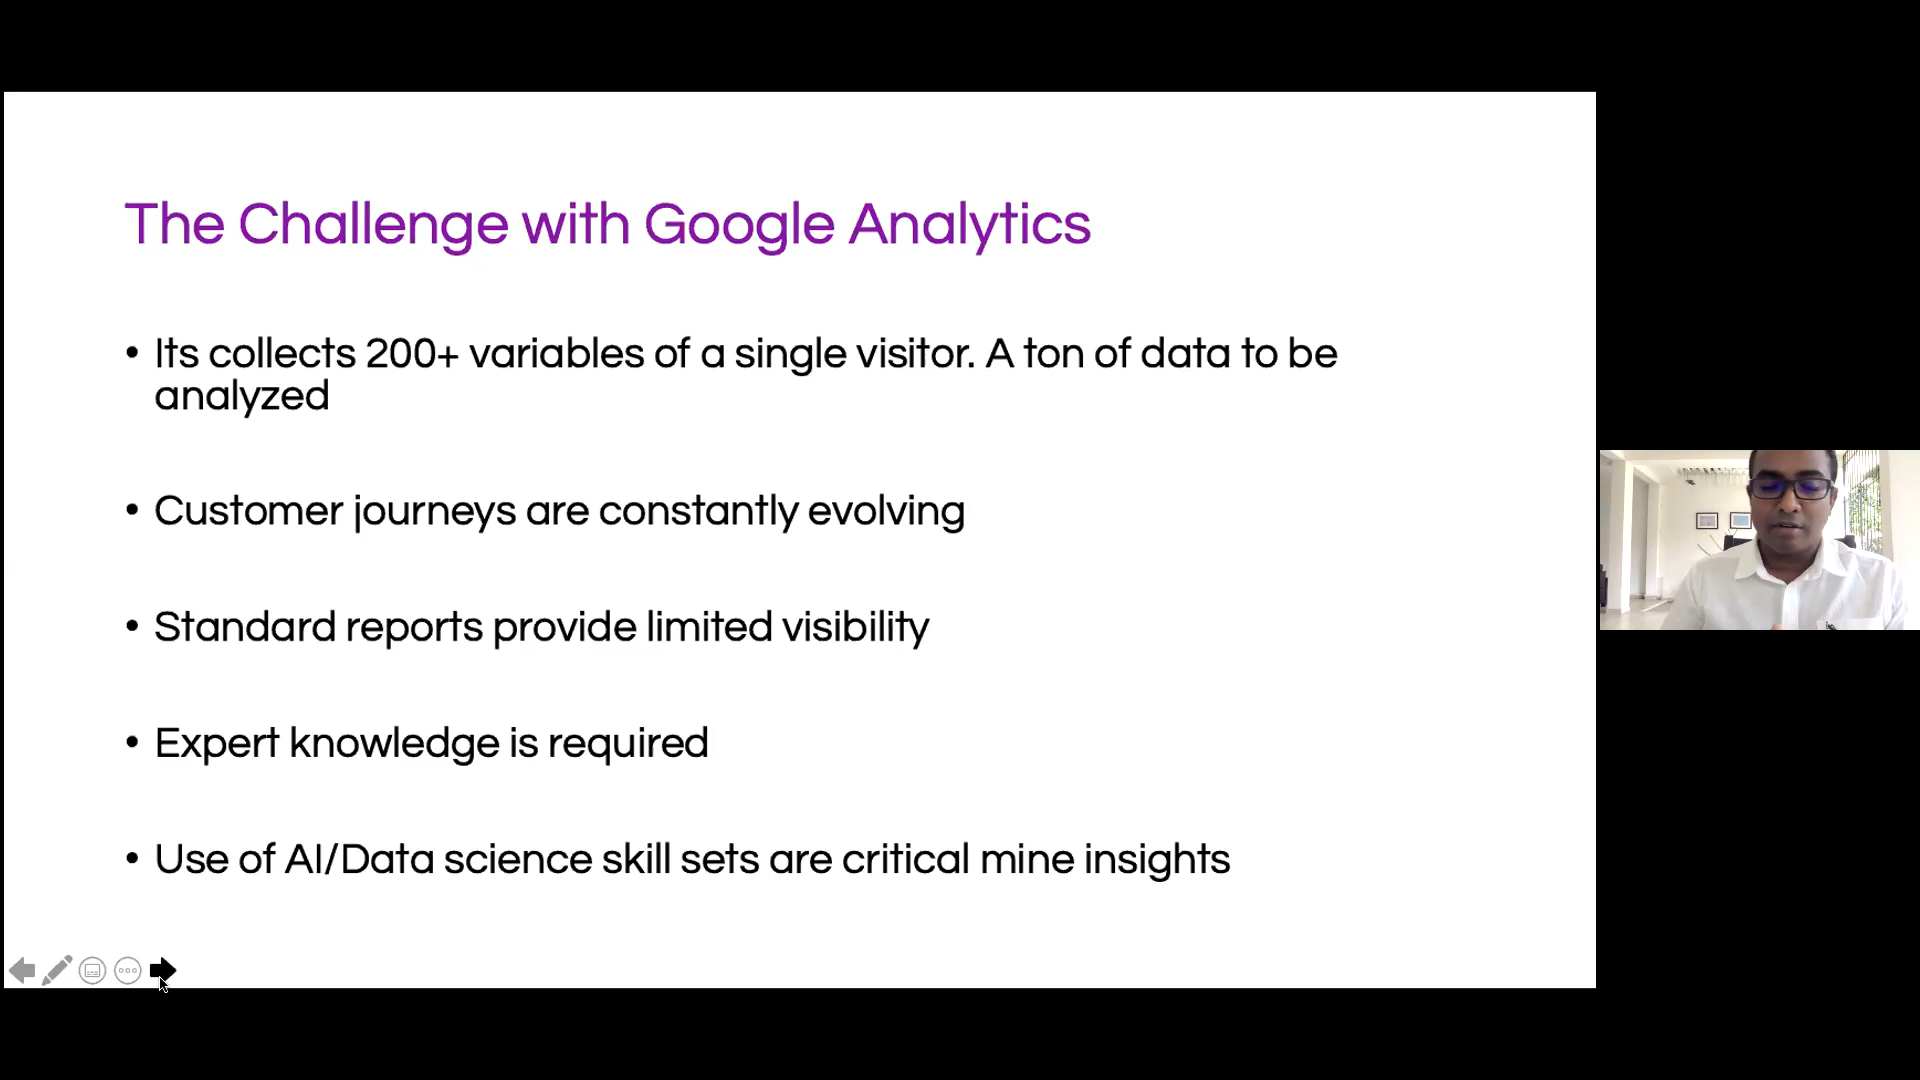 The Challenge with Google Analytics
• Its collects 200+ variables of a single visitor. A ton of data to be
analyzed
• Customer journeys are constantly evolving
• Standard reports provide limited visibility
• Expert knowledge is required
• Use of AI/Data science skill sets are critical mine insights